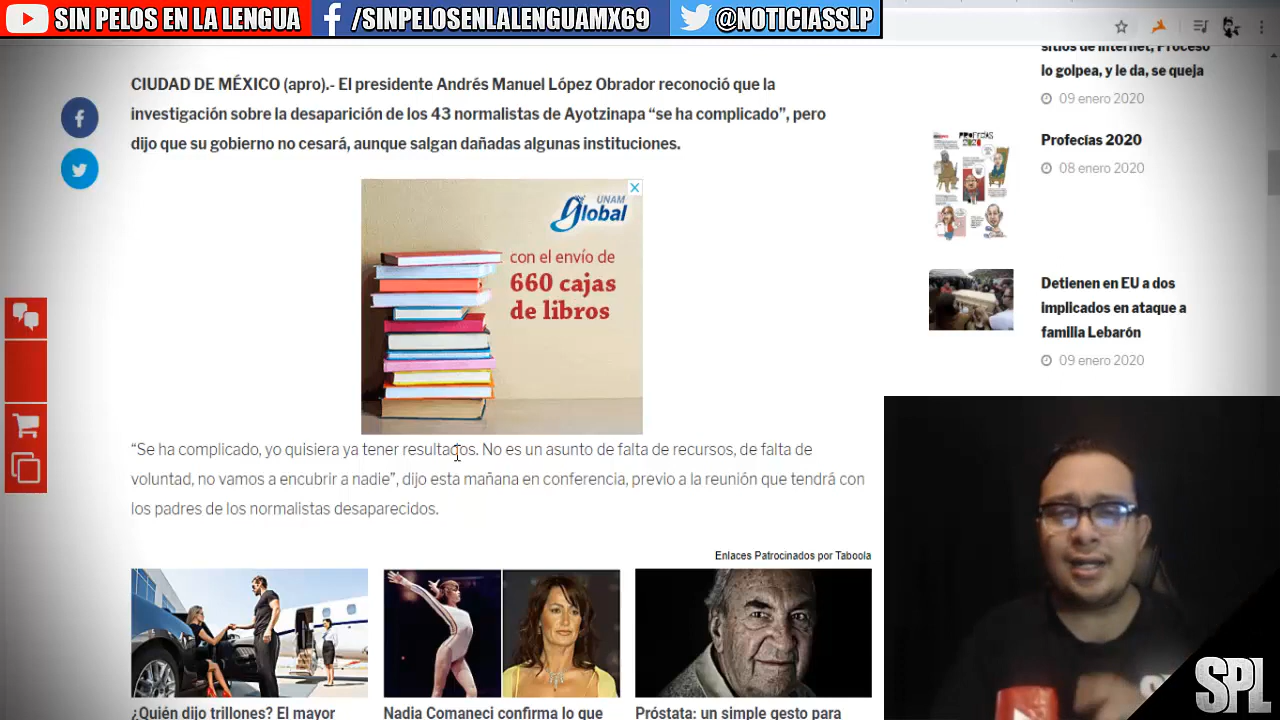 SIN PELOS EN LA LENGUA
/SINPELOSENLALENGUAMX69
@NOTICIASSLP
CIUDAD DE MÉXICO (apro).- El presidente Andrés Manuel López Obrador reconoció que la
investigación sobre la desaparición de los 43 normalistas de Ayotzinapa “se ha complicado”, pero
dijo que su gobierno no cesará, aunque salgan dañadas algunas instituciones.
UNAM
Global
con el envío de
660 cajas
de libros
“Se ha complicado, yo quisiera ya tener resultados. No es un asunto de falta de recursos, de falta de
voluntad, no vamos a encubrir a nadie”, dijo esta mañana en conferencia, previo a la reunión que tendrá con
los padres de los normalistas desaparecidos.
Enlaces Patrocinados por Taboola
¿Quién dijo trillones? El mayor
Nadia Comaneci confirma lo que
Próstata: un simple gesto para
sitios de internet, Proceso
lo golpea, y le da, se queja
09 enero 2020
Profecías 2020
08 enero 2020
Detienen en EU a dos
implicados en ataque a
familia Lebarón
09 enero 2020
SPL